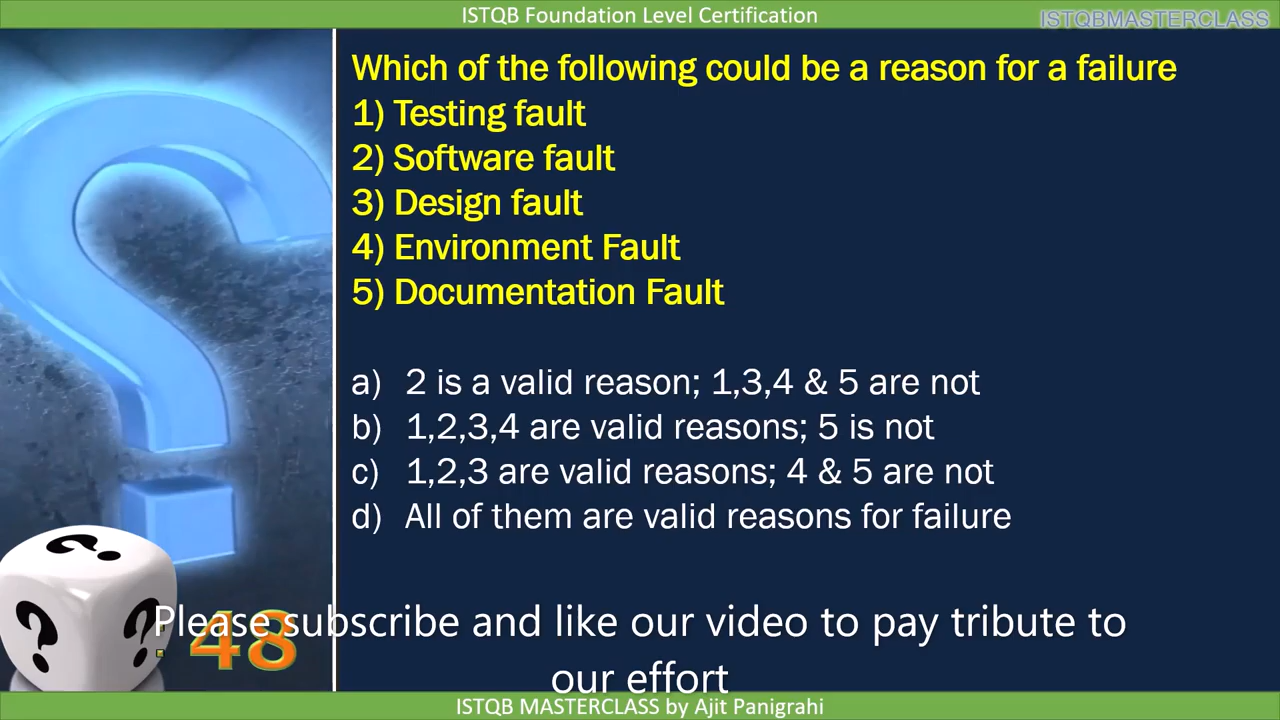 ISTQB Foundation Level Certification
ISTQBMASTERCLASS
Which of the following could be a reason for a failure
1) Testing fault
2) Software fault
3) Design fault
4) Environment Fault
5) Documentation Fault
a) 2 is a valid reason; 1,3,4 & 5 are not
b) 1,2,3,4 are valid reasons; 5 is not
c) 1,2,3 are valid reasons; 4 & 5 are not
d) All of them are valid reasons for failure
:48
Please subscribe and like our video to pay tribute to
our effort
ISTQB MASTERCLASS by Ajit Panigrahi